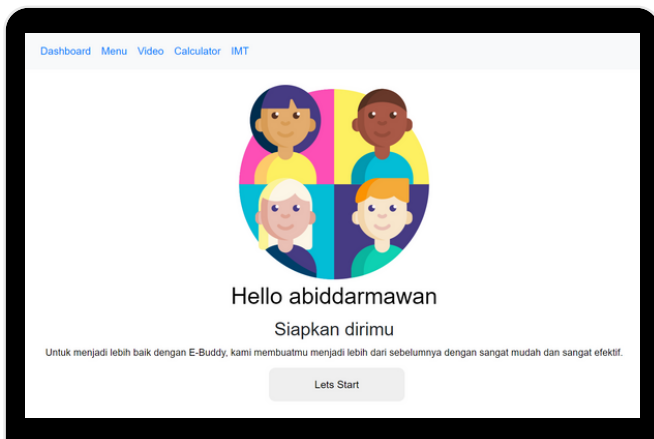 Dashboard Menu Video Calculator IMT
Hello abiddarmawan
Siapkan dirimu
Untuk menjadi lebih baik dengan E-Buddy, kami membuatmu menjadi lebih dari sebelumnya dengan sangat mudah dan sangat efektif.
Lets Start